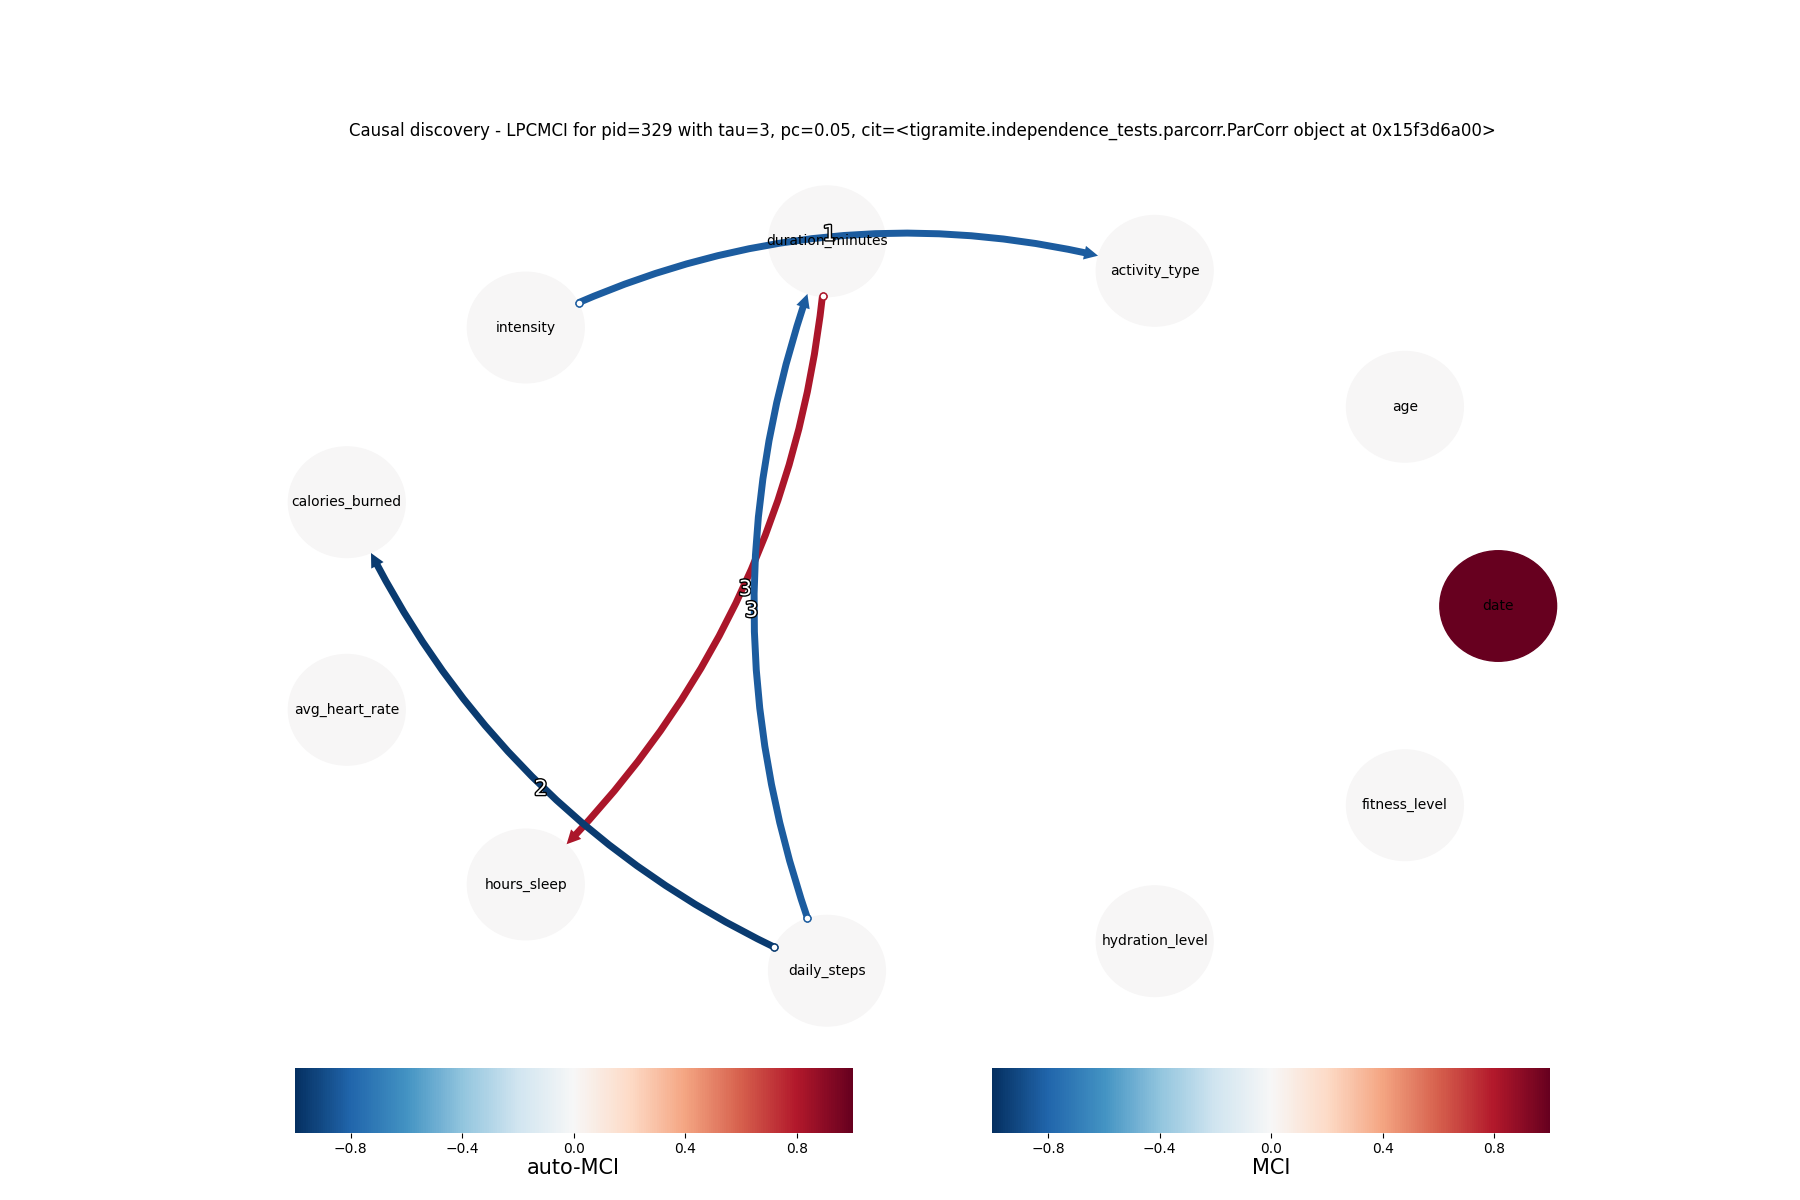 Causal discovery - LPCMCI for pid=329 with tau=3, pc=0.05, cit=<tigramite.independence_tests.parcorr.ParCorr object at 0x15f3d6a00>
1
duration_minutes
activity_type
intensity
age
calories_burned
3
date
3
avg_heart_rate
2
fitness_level
hours_sleep
hydration_level
daily_steps
−0.8 −0.4 0.0 0.4 0.8
auto-MCI
−0.8 −0.4 0.0 0.4 0.8
MCI